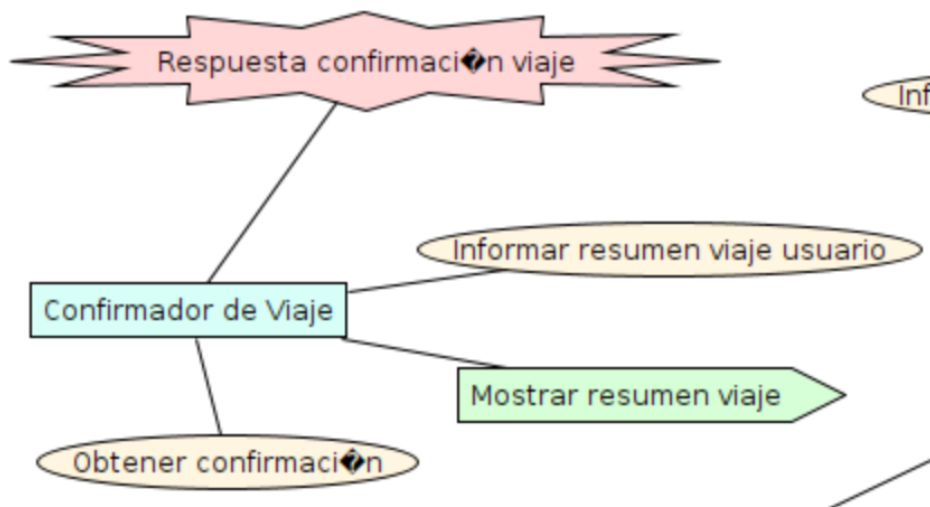 Respuesta confirmaci�n viaje
Inf
Informar resumen viaje usuario
Confirmador de Viaje
Mostrar resumen viaje
Obtener confirmaci�n